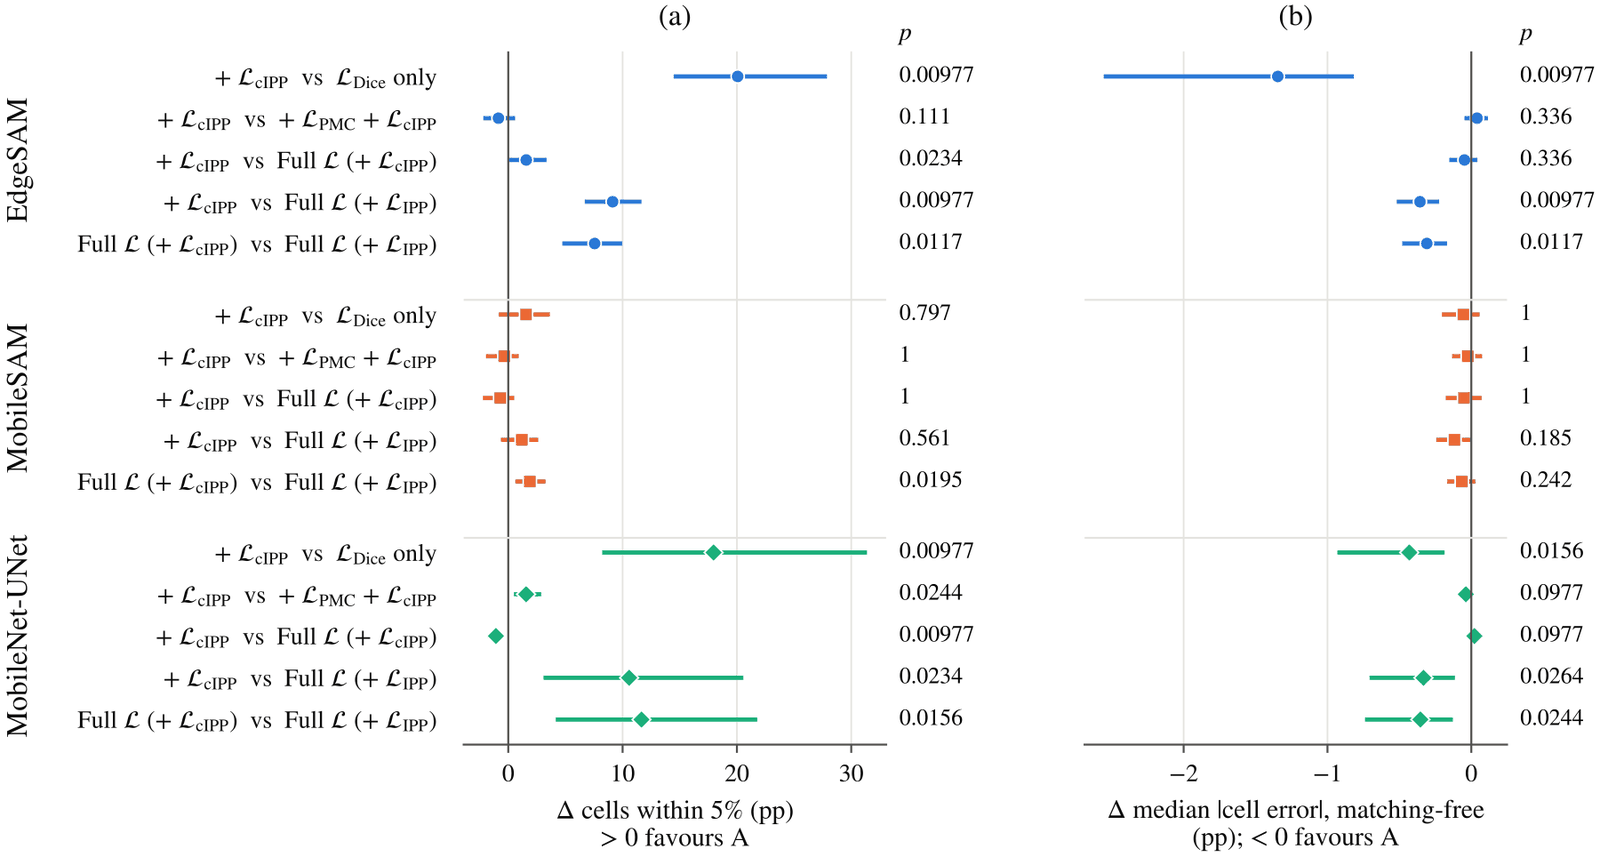 (a)
(b)
p
p
EdgeSAM
+ ℒcIPP vs ℒDice only
0.00977
0.00977
+ ℒcIPP vs + ℒPMC + ℒcIPP
0.111
0.336
+ ℒcIPP vs Full ℒ (+ ℒcIPP)
0.0234
0.336
+ ℒcIPP vs Full ℒ (+ ℒIPP)
0.00977
0.00977
Full ℒ (+ ℒcIPP) vs Full ℒ (+ ℒIPP)
0.0117
0.0117
MobileSAM
+ ℒcIPP vs ℒDice only
0.797
1
+ ℒcIPP vs + ℒPMC + ℒcIPP
1
1
+ ℒcIPP vs Full ℒ (+ ℒcIPP)
1
1
+ ℒcIPP vs Full ℒ (+ ℒIPP)
0.561
0.185
Full ℒ (+ ℒcIPP) vs Full ℒ (+ ℒIPP)
0.0195
0.242
MobileNet-UNet
+ ℒcIPP vs ℒDice only
0.00977
0.0156
+ ℒcIPP vs + ℒPMC + ℒcIPP
0.0244
0.0977
+ ℒcIPP vs Full ℒ (+ ℒcIPP)
0.00977
0.0977
+ ℒcIPP vs Full ℒ (+ ℒIPP)
0.0234
0.0264
Full ℒ (+ ℒcIPP) vs Full ℒ (+ ℒIPP)
0.0156
0.0244
0 10 20 30
−2 −1 0
Δ cells within 5% (pp)
> 0 favours A
Δ median |cell error|, matching-free
(pp); < 0 favours A